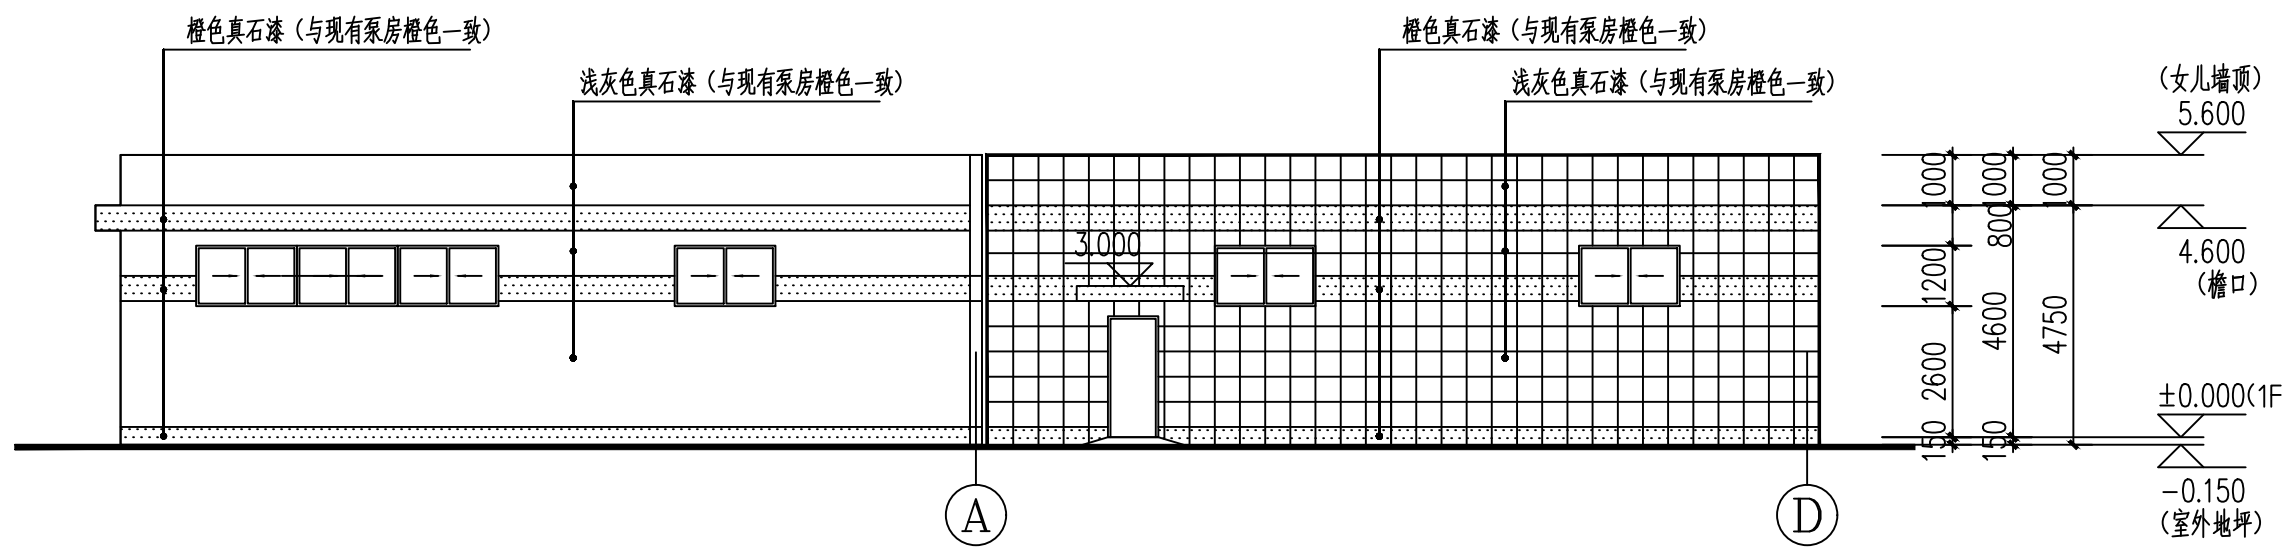 橙色真石漆（与现有泵房橙色一致）
橙色真石漆（与现有泵房橙色一致）
浅灰色真石漆（与现有泵房橙色一致）
浅灰色真石漆（与现有泵房橙色一致）
（女儿墙顶）
5.600
1000
1000
1000
800
3.000
4.600
（檐口）
1200
4600
4750
2600
±0.000(1F
150
150
-0.150
（室外地坪）
A
D